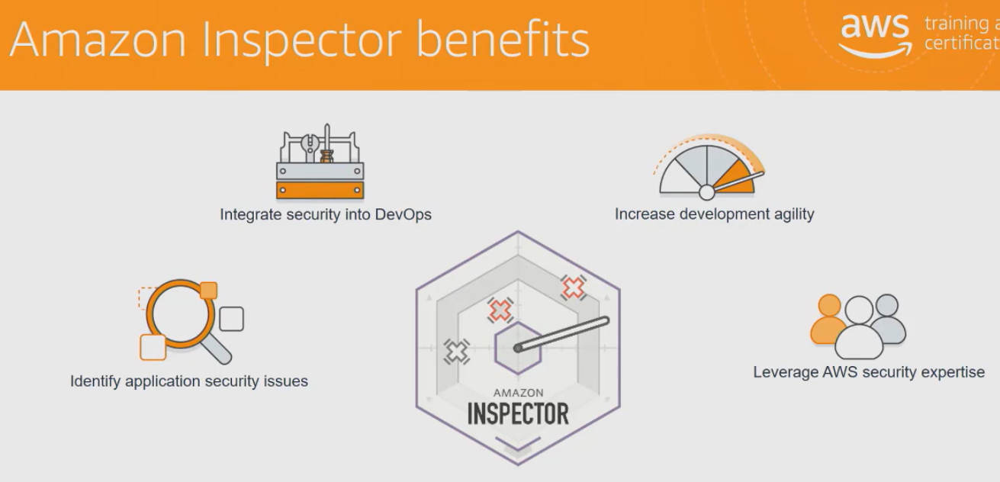 Amazon Inspector benefits
aws
training a
certificat
Integrate security into DevOps
Increase development agility
Identify application security issues
Leverage AWS security expertise
AMAZON
INSPECTOR